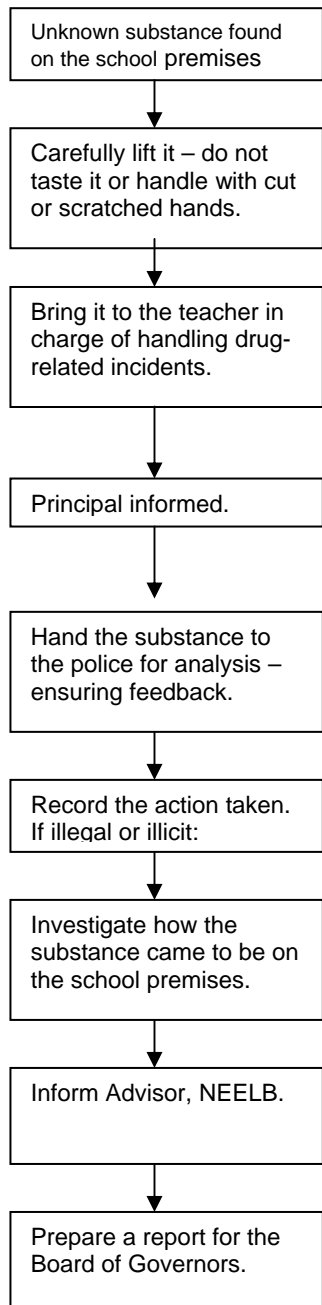 Unknown substance found
on the school premises
Carefully lift it – do not
taste it or handle with cut
or scratched hands.
Bring it to the teacher in
charge of handling drug-
related incidents.
Principal informed.
Hand the substance to
the police for analysis –
ensuring feedback.
Record the action taken.
If illegal or illicit:
Investigate how the
substance came to be on
the school premises.
Inform Advisor, NEELB.
Prepare a report for the
Board of Governors.